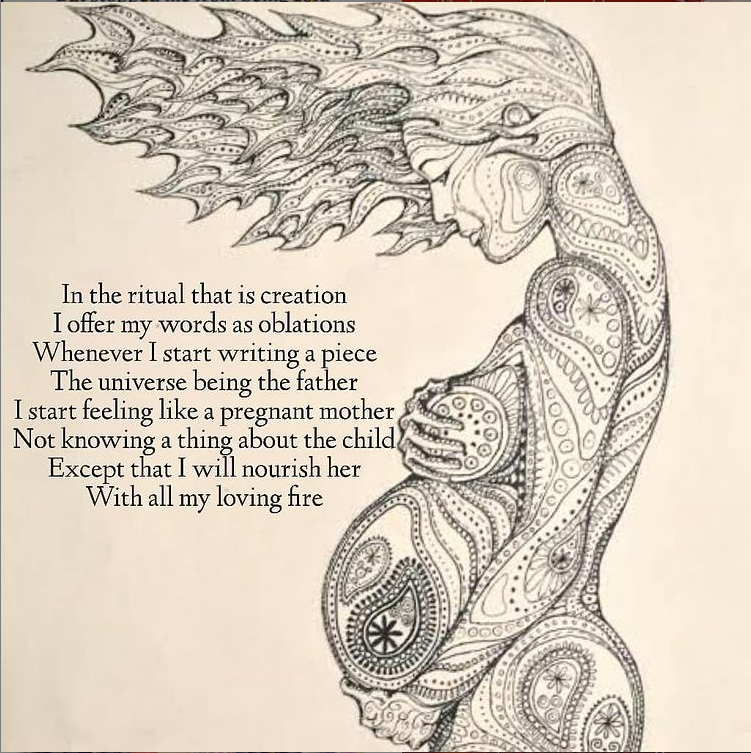 In the ritual that is creation
I offer my words as oblations
Whenever I start writing a piece
The universe being the father
I start feeling like a pregnant mother
Not knowing a thing about the child
Except that I will nourish her
With all my loving fire